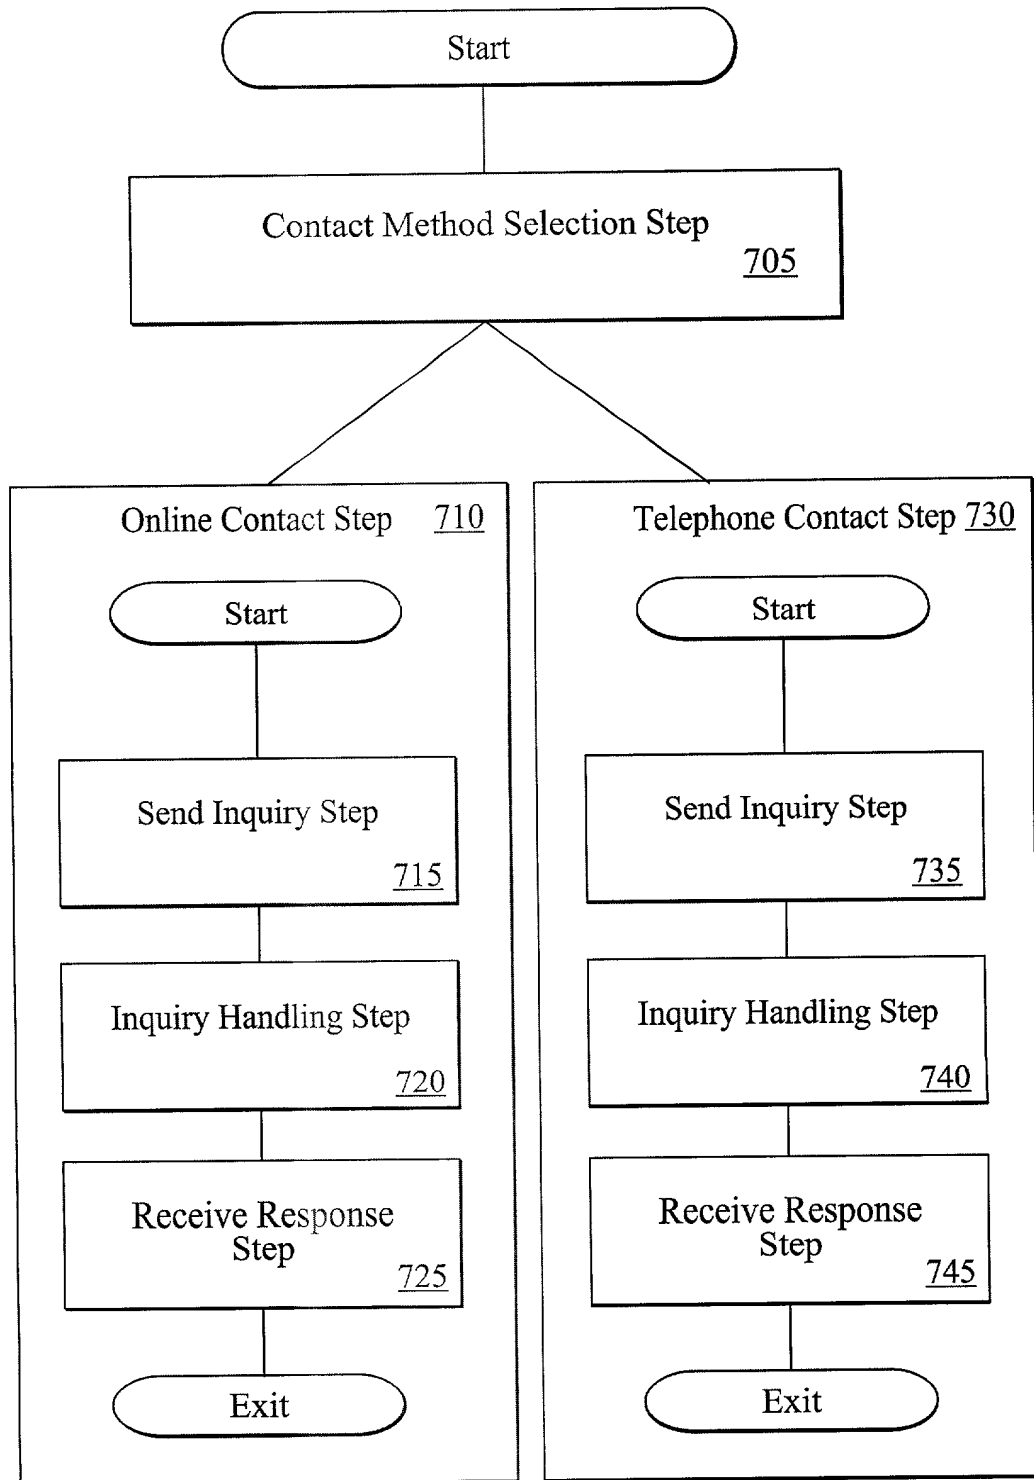 Start
Contact Method Selection Step
705
Online Contact Step 710
Start
Send Inquiry Step
715
Inquiry Handling Step
720
Receive Response
Step
725
Exit
Telephone Contact Step 730
Start
Send Inquiry Step
735
Inquiry Handling Step
740
Receive Response
Step
745
Exit